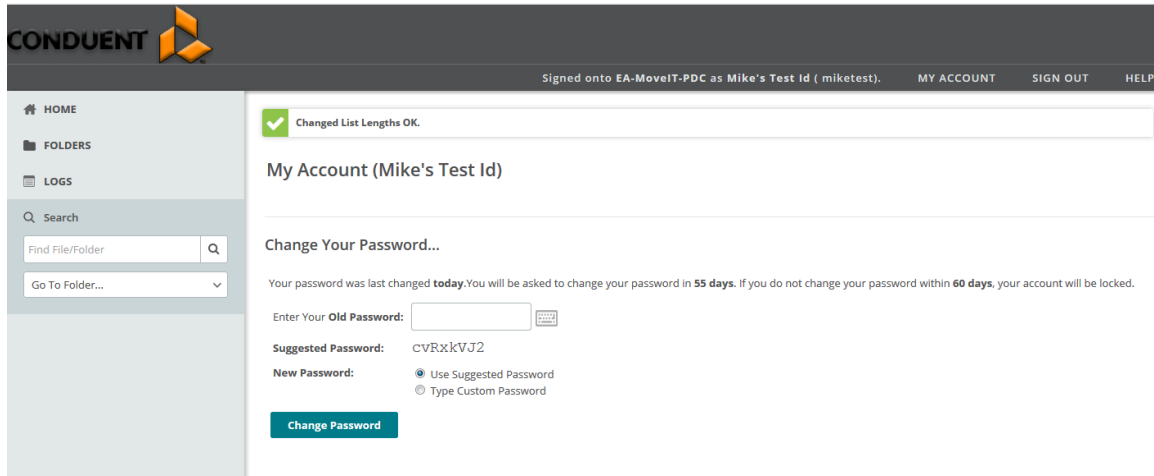 CONDUENT
Signed onto EA-MoveIT-PDC as Mike's Test Id ( miketest). MY ACCOUNT SIGN OUT HELP
HOME
FOLDERS
LOGS
Search
Find File/Folder
Go To Folder...
Changed List Lengths OK.
My Account (Mike's Test Id)
Change Your Password...
Your password was last changed today.You will be asked to change your password in 55 days. If you do not change your password within 60 days, your account will be locked.
Enter Your Old Password:
Suggested Password: cvRxkVJ2
New Password: Use Suggested Password
Type Custom Password
Change Password